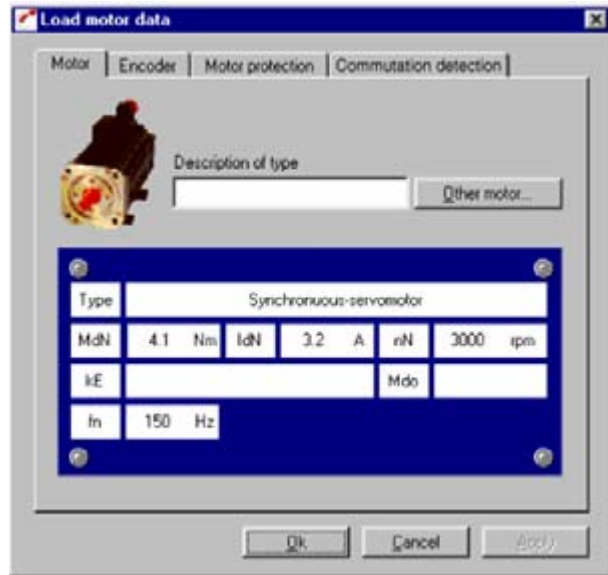 Load motor data
Motor Encoder Motor protection Commutation detection
Description of type
Other motor...
Type Synchronuous-servomotor
MdN 4.1 Nm IdN 3.2 A nN 3000 rpm
kE Mdo
fn 150 Hz
Ok Cancel Apply